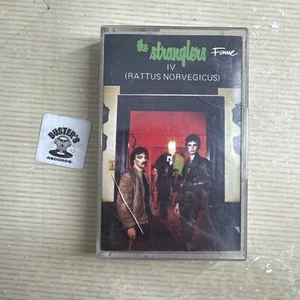 the stranglers
Fame
IV
(RATTUS NORVEGICUS)
BUSTER'S
RECORDS